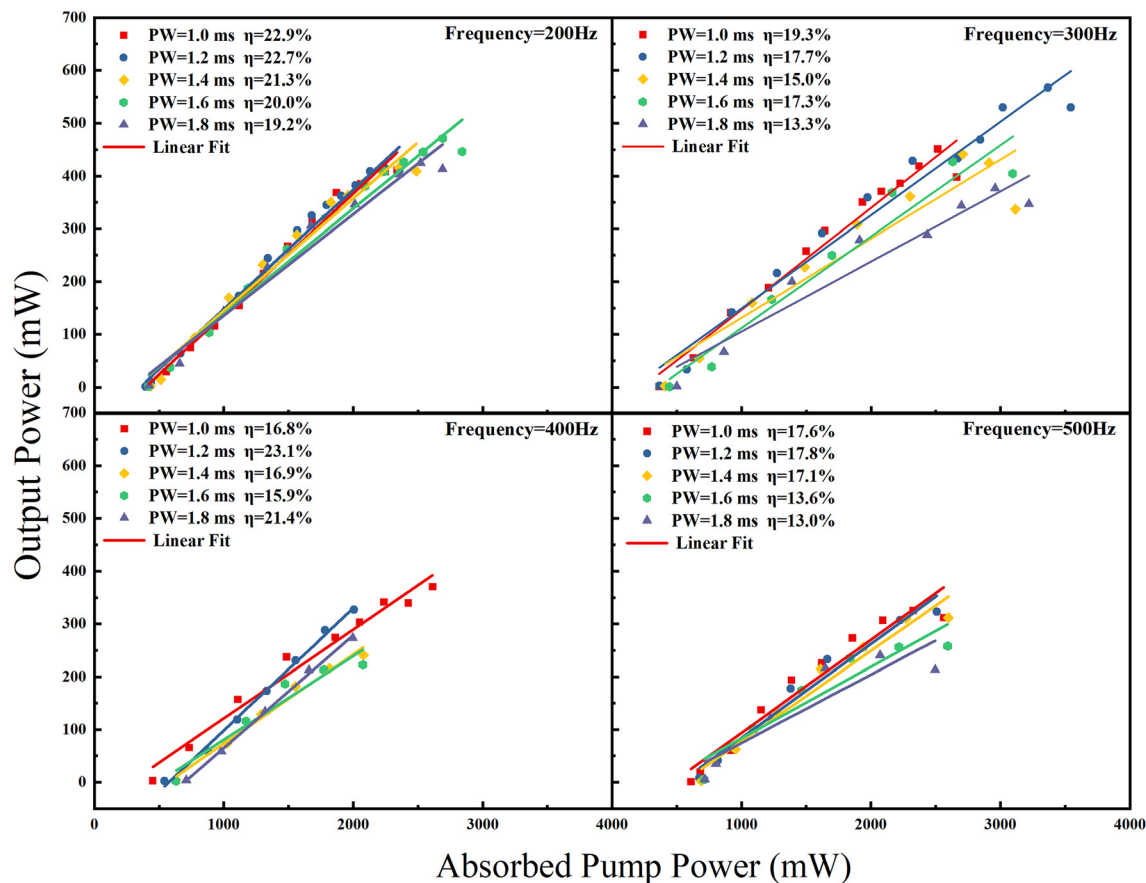 Output Power (mW)
700
600
500
400
300
200
100
0
PW=1.0 ms η=22.9%
PW=1.2 ms η=22.7%
PW=1.4 ms η=21.3%
PW=1.6 ms η=20.0%
PW=1.8 ms η=19.2%
Linear Fit
Frequency=200Hz
PW=1.0 ms η=19.3%
PW=1.2 ms η=17.7%
PW=1.4 ms η=15.0%
PW=1.6 ms η=17.3%
PW=1.8 ms η=13.3%
Linear Fit
Frequency=300Hz
700
600
500
400
300
200
100
0
PW=1.0 ms η=16.8%
PW=1.2 ms η=23.1%
PW=1.4 ms η=16.9%
PW=1.6 ms η=15.9%
PW=1.8 ms η=21.4%
Linear Fit
Frequency=400Hz
PW=1.0 ms η=17.6%
PW=1.2 ms η=17.8%
PW=1.4 ms η=17.1%
PW=1.6 ms η=13.6%
PW=1.8 ms η=13.0%
Linear Fit
Frequency=500Hz
0 1000 2000 3000 4000 0 1000 2000 3000 4000
Absorbed Pump Power (mW)